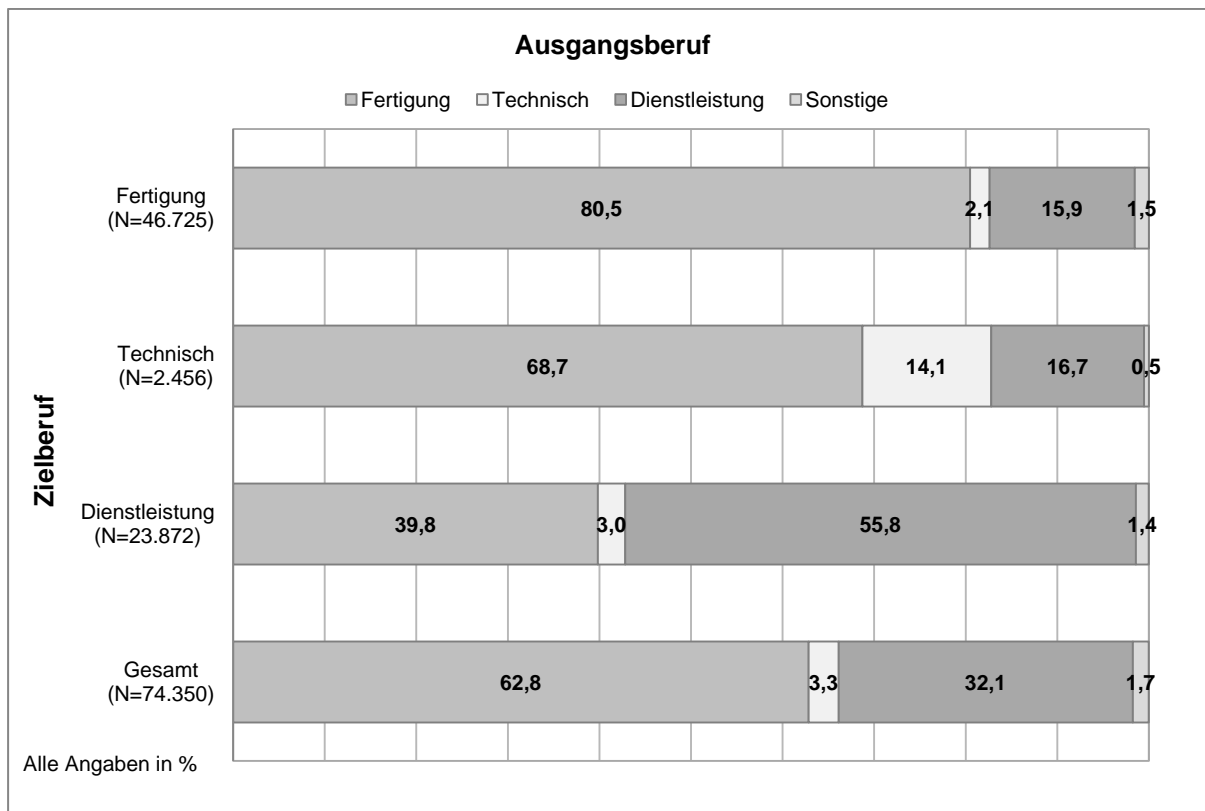 Ausgangsberuf
Fertigung Technisch Dienstleistung Sonstige
Fertigung
(N=46.725)
80,5 2,1 15,9 1,5
Technisch
(N=2.456)
68,7 14,1 16,7 0,5
Zielberuf
Dienstleistung
(N=23.872)
39,8 3,0 55,8 1,4
Gesamt
(N=74.350)
62,8 3,3 32,1 1,7
Alle Angaben in %